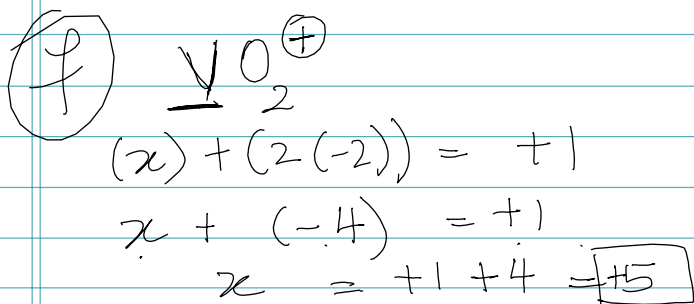 f VO₂⁺
(x) + (2(-2)) = +1
x + (-4) = +1
x = +1 +4 = +5